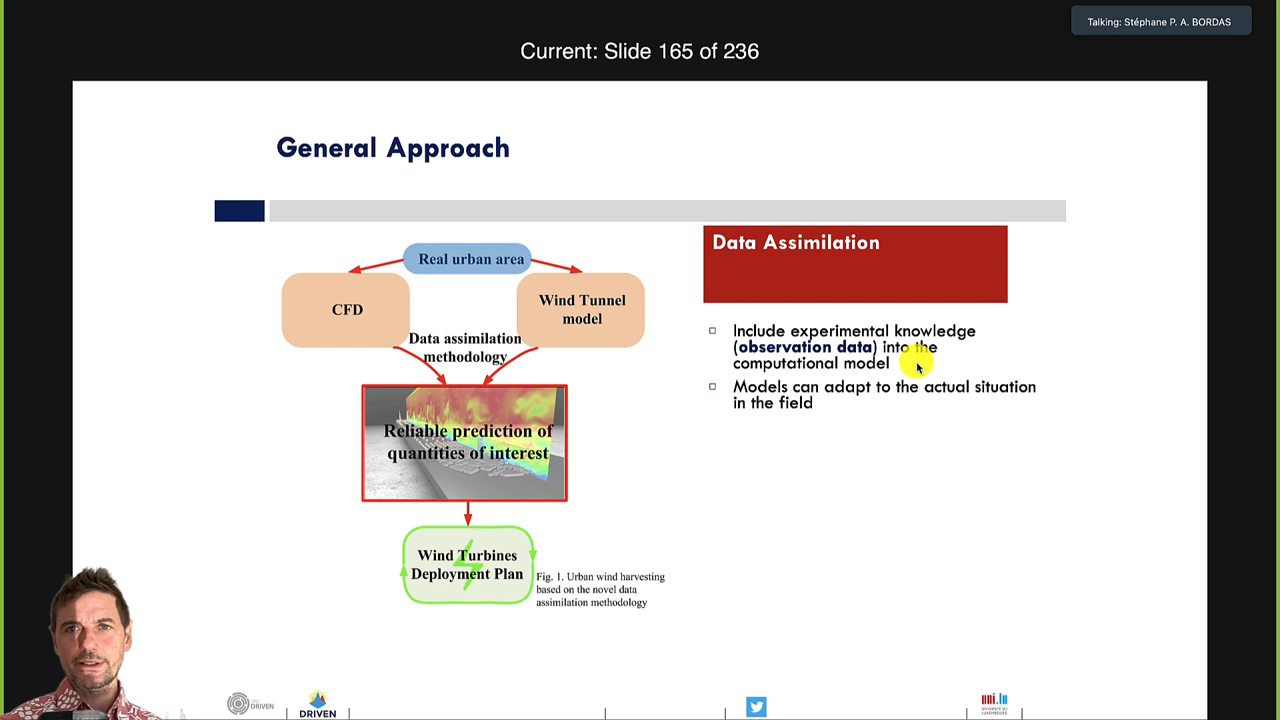 Talking: Stéphane P. A. BORDAS
Current: Slide 165 of 236
General Approach
Real urban area
CFD
Wind Tunnel
model
Data assimilation
methodology
Reliable prediction of
quantities of interest
Wind Turbines
Deployment Plan
Fig. 1. Urban wind harvesting
based on the novel data
assimilation methodology
Data Assimilation
Include experimental knowledge
(observation data) into the
computational model
Models can adapt to the actual situation
in the field
DRIVEN
DRIVEN
uni.lu